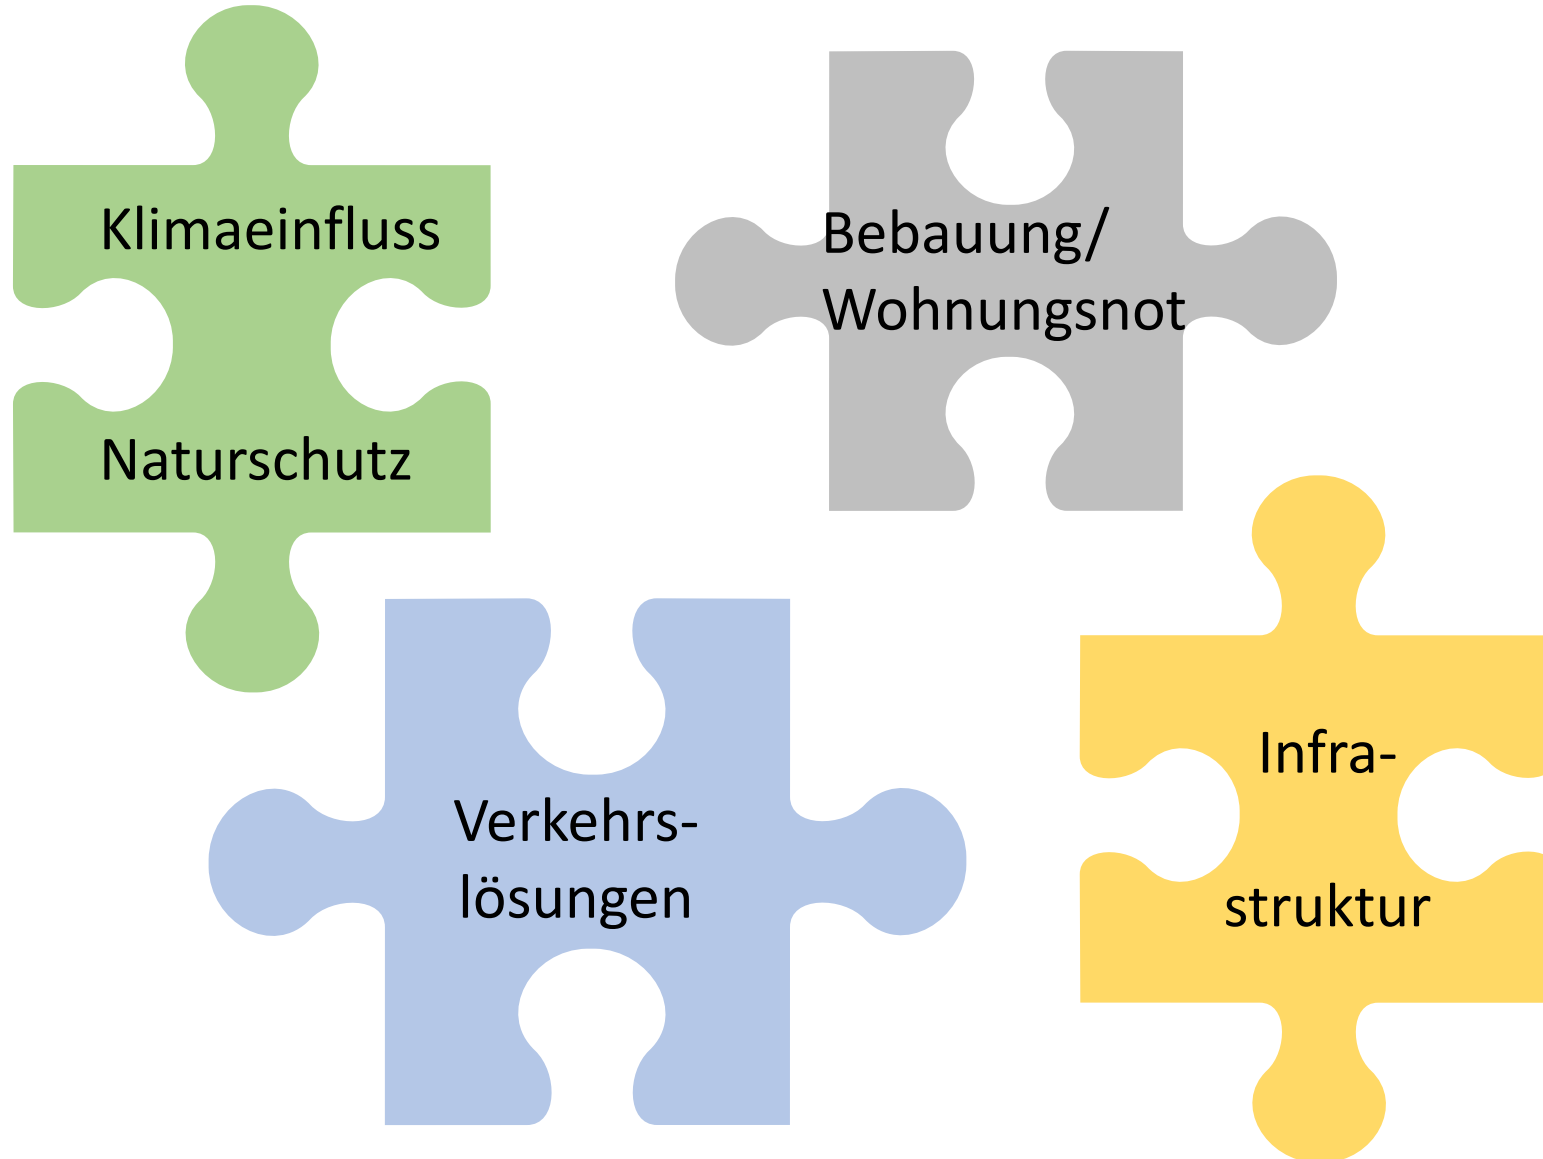 Klimaeinfluss
Naturschutz
Bebauung/
Wohnungsnot
Verkehrs-
lösungen
Infra-
struktur